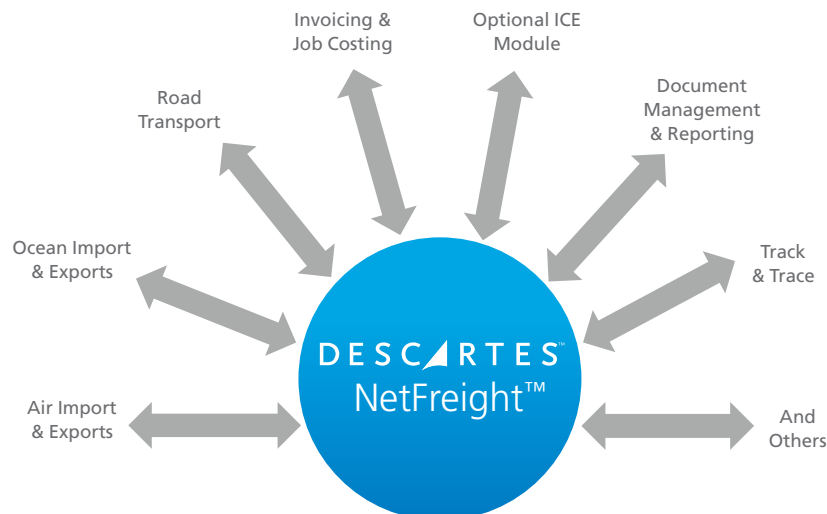 Invoicing &
Job Costing
Optional ICE
Module
Road
Transport
Document
Management
& Reporting
Ocean Import
& Exports
Track
& Trace
DESCARTES™
NetFreight™
Air Import
& Exports
And
Others